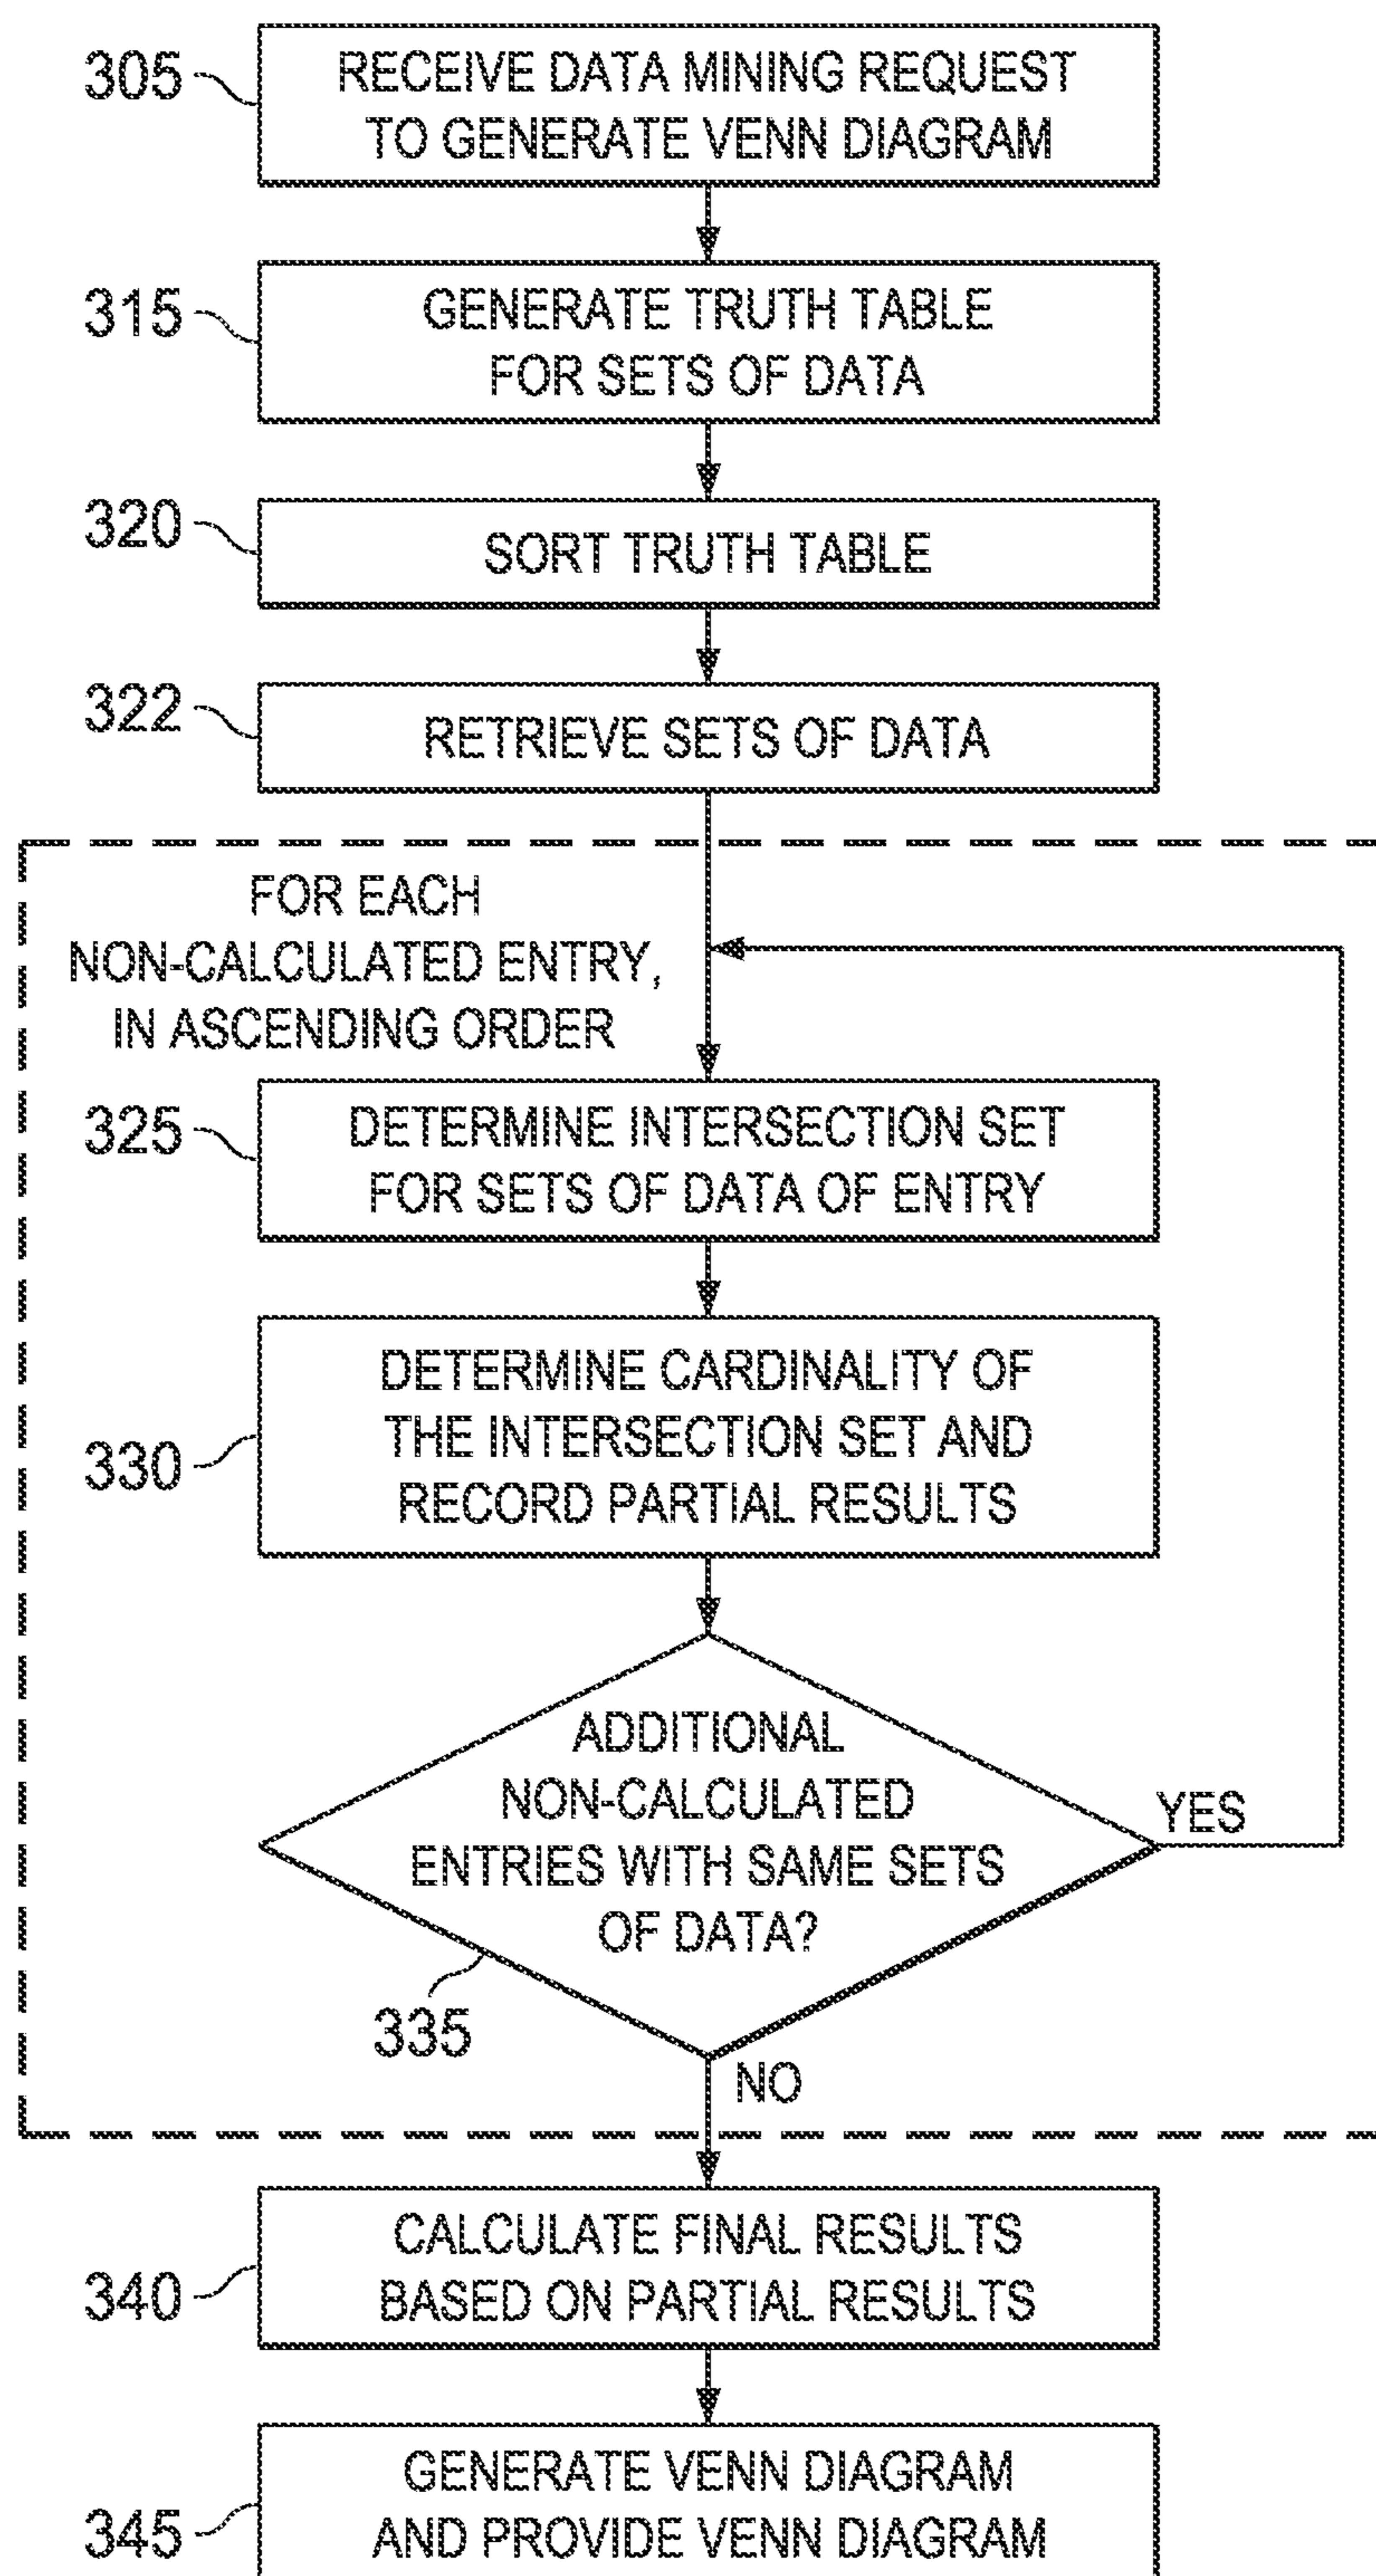 305
RECEIVE DATA MINING REQUEST
TO GENERATE VENN DIAGRAM
315
GENERATE TRUTH TABLE
FOR SETS OF DATA
320
SORT TRUTH TABLE
322
RETRIEVE SETS OF DATA
FOR EACH
NON-CALCULATED ENTRY,
IN ASCENDING ORDER
325
DETERMINE INTERSECTION SET
FOR SETS OF DATA OF ENTRY
330
DETERMINE CARDINALITY OF
THE INTERSECTION SET AND
RECORD PARTIAL RESULTS
ADDITIONAL
NON-CALCULATED
ENTRIES WITH SAME SETS
OF DATA?
YES
335
NO
340
CALCULATE FINAL RESULTS
BASED ON PARTIAL RESULTS
345
GENERATE VENN DIAGRAM
AND PROVIDE VENN DIAGRAM